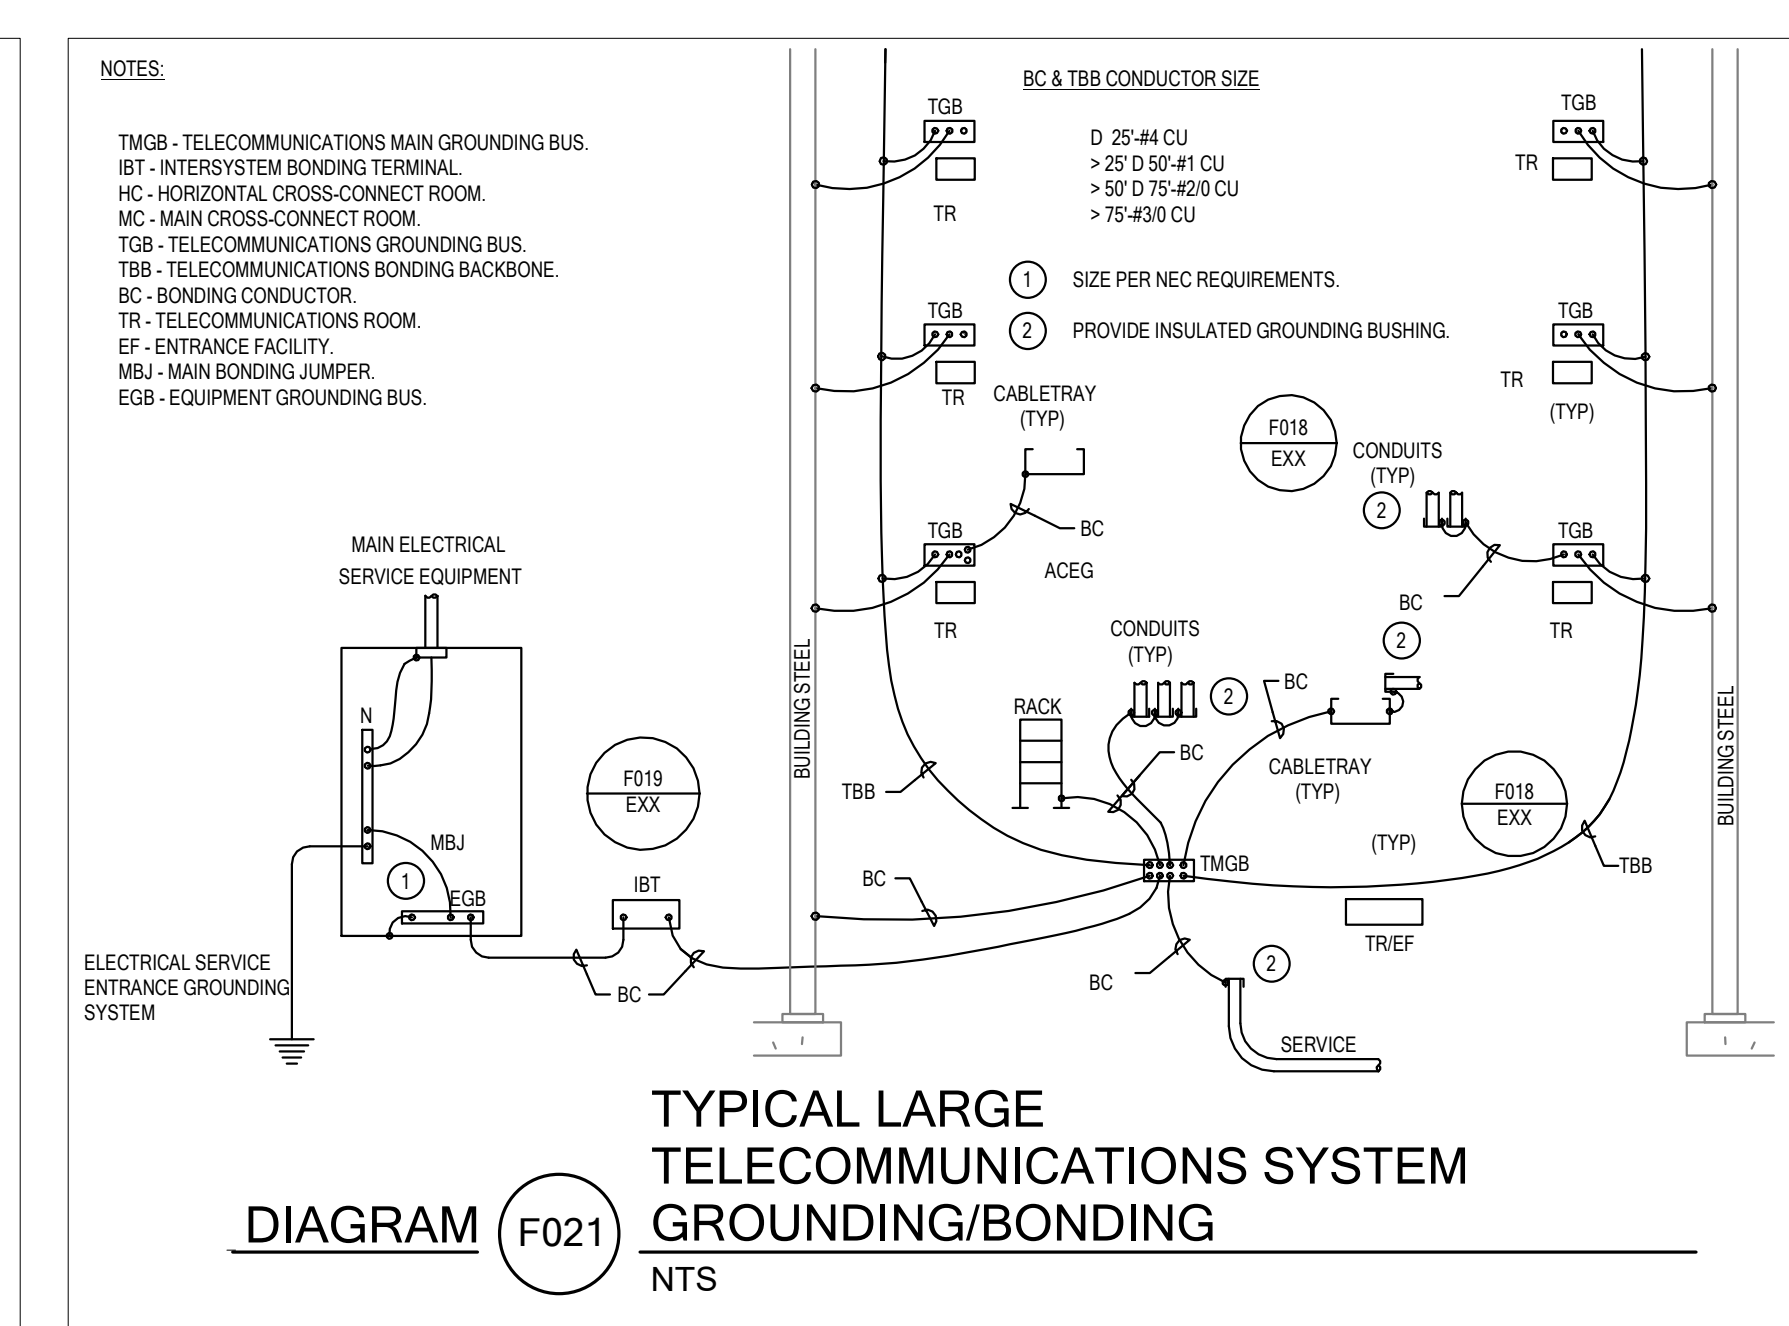 NOTES:
TMGB - TELECOMMUNICATIONS MAIN GROUNDING BUS.
IBT - INTERSYSTEM BONDING TERMINAL.
HC - HORIZONTAL CROSS-CONNECT ROOM.
MC - MAIN CROSS-CONNECT ROOM.
TGB - TELECOMMUNICATIONS GROUNDING BUS.
TBB - TELECOMMUNICATIONS BONDING BACKBONE.
BC - BONDING CONDUCTOR.
TR - TELECOMMUNICATIONS ROOM.
EF - ENTRANCE FACILITY.
MBJ - MAIN BONDING JUMPER.
EGB - EQUIPMENT GROUNDING BUS.
BC & TBB CONDUCTOR SIZE
D 25'-#4 CU
> 25' D 50'-#1 CU
> 50' D 75'-#2/0 CU
> 75'-#3/0 CU
1 SIZE PER NEC REQUIREMENTS.
2 PROVIDE INSULATED GROUNDING BUSHING.
TGB
TR
TGB
TR
TGB
TR
TGB
TR
(TYP)
CABLETRAY
(TYP)
F018
EXX
CONDUITS
(TYP)
2
TGB
BC
ACEG
TR
TGB
BC
TR
2
MAIN ELECTRICAL
SERVICE EQUIPMENT
N
MBJ
1
EGB
ELECTRICAL SERVICE
ENTRANCE GROUNDING
SYSTEM
F019
EXX
IBT
BC
BUILDING STEEL
TBB
BC
RACK
CONDUITS
(TYP)
2
BC
BC
CABLETRAY
(TYP)
F018
EXX
(TYP)
TMGB
TBB
TR/EF
BC
2
SERVICE
BUILDING STEEL
DIAGRAM
F021
TYPICAL LARGE
TELECOMMUNICATIONS SYSTEM
GROUNDING/BONDING
NTS